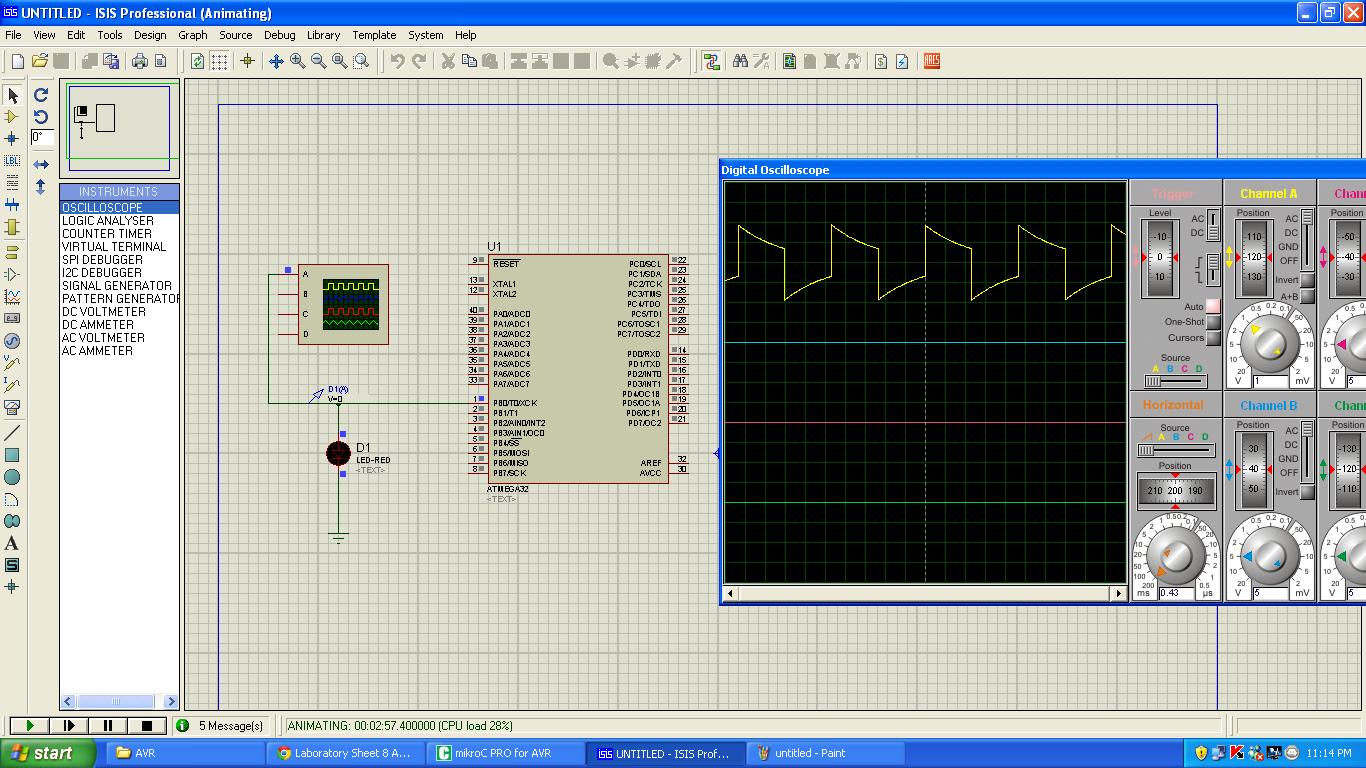 UNTITLED - ISIS Professional (Animating)
File View Edit Tools Design Graph Source Debug Library Template System Help
LBL
0°
A
S
INSTRUMENTS
OSCILLOSCOPE
LOGIC ANALYSER
COUNTER TIMER
VIRTUAL TERMINAL
SPI DEBUGGER
I2C DEBUGGER
SIGNAL GENERATOR
PATTERN GENERATOR
DC VOLTMETER
DC AMMETER
AC VOLTMETER
AC AMMETER
A
B
C
D
D1(A)
V=0
D1
LED-RED
<TEXT>
U1
9 RESET
13 XTAL1
12 XTAL2
40 PA0/ADC0
39 PA1/ADC1
38 PA2/ADC2
37 PA3/ADC3
36 PA4/ADC4
35 PA5/ADC5
34 PA6/ADC6
33 PA7/ADC7
1 PB0/T0/XCK
2 PB1/T1
3 PB2/AIN0/INT2
4 PB3/AIN1/OC0
5 PB4/SS
6 PB5/MOSI
7 PB6/MISO
8 PB7/SCK
PC0/SCL 22
PC1/SDA 23
PC2/TCK 24
PC3/TMS 25
PC4/TDO 26
PC5/TDI 27
PC6/TOSC1 28
PC7/TOSC2 29
PD0/RXD 14
PD1/TXD 15
PD2/INT0 16
PD3/INT1 17
PD4/OC1B 18
PD5/OC1A 19
PD6/ICP1 20
PD7/OC2 21
AREF 32
AVCC 30
ATMEGA32
<TEXT>
Digital Oscilloscope
Trigger
Level
AC
DC
-10
0
10
Auto
One-Shot
Cursors
Source
A B C D
Channel A
Position
110
120
130
AC
DC
GND
OFF
Invert
A+B
V 1 mV
Chann
Position
-50
-40
-30
V 5
Horizontal
Source
A B C D
Position
210 200 190
ms 0.43 µs
Channel B
Position
30
40
50
AC
DC
GND
OFF
Invert
V 5 mV
Chann
Position
-130
-120
-110
V 5
5 Message(s)
ANIMATING: 00:02:57.400000 (CPU load 28%)
start
AVR
Laboratory Sheet 8 A...
mikroC PRO for AVR
UNTITLED - ISIS Prof...
untitled - Paint
11:14 PM